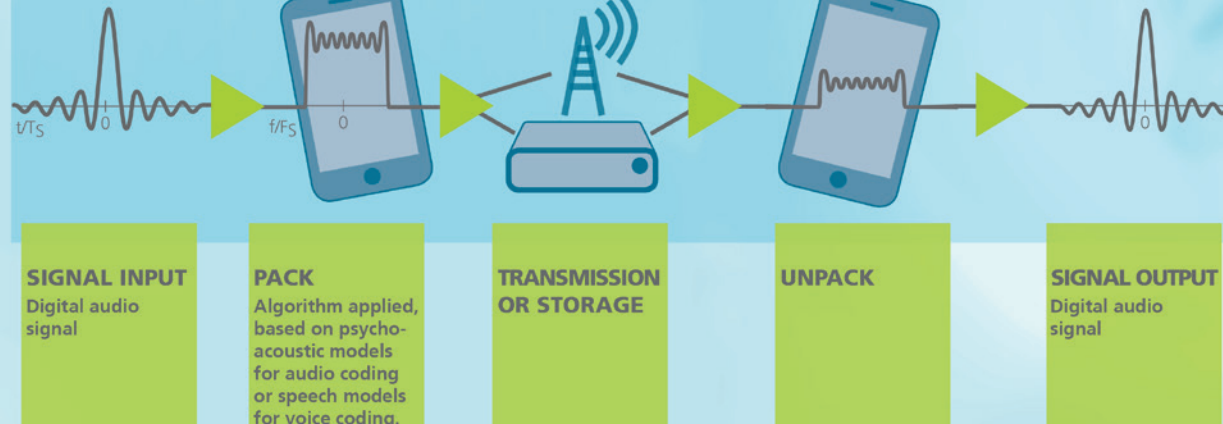 t/TS
0
f/FS
0
0
SIGNAL INPUT
Digital audio
signal
PACK
Algorithm applied,
based on psycho-
acoustic models
for audio coding
or speech models
for voice coding.
TRANSMISSION
OR STORAGE
UNPACK
SIGNAL OUTPUT
Digital audio
signal